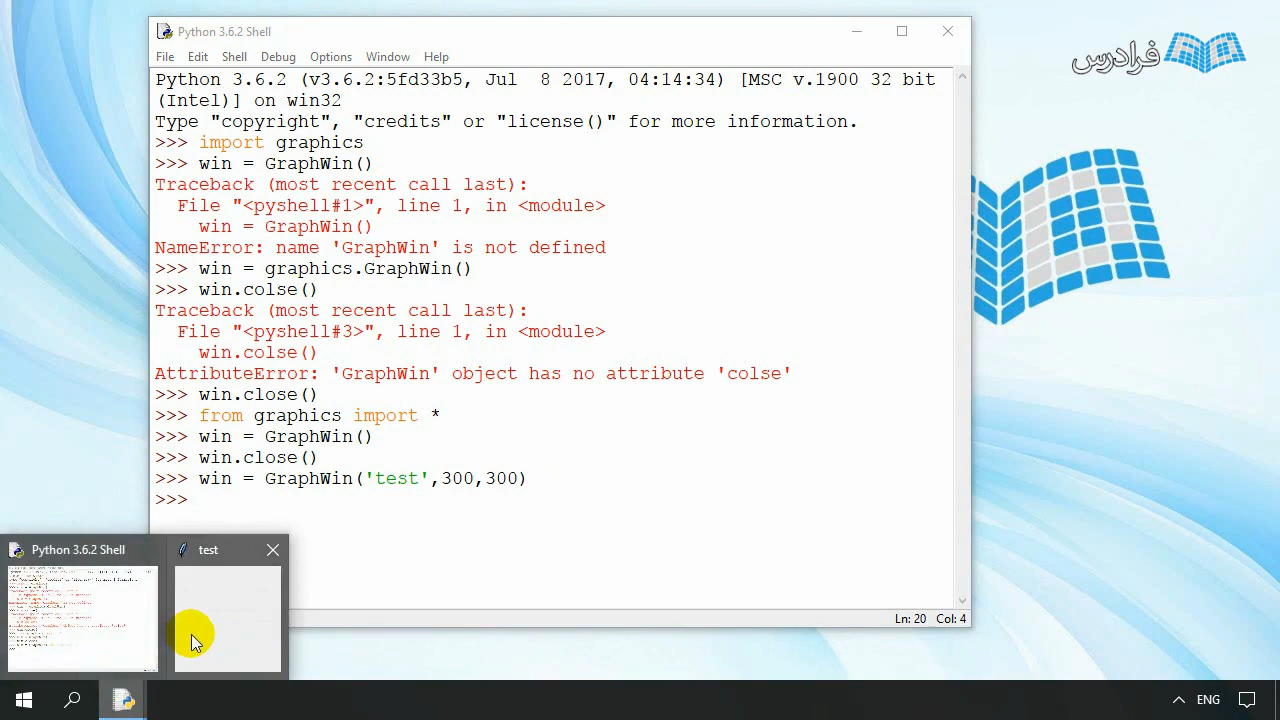 Python 3.6.2 Shell
فرادرس
File Edit Shell Debug Options Window Help
Python 3.6.2 (v3.6.2:5fd33b5, Jul  8 2017, 04:14:34) [MSC v.1900 32 bit
(Intel)] on win32
Type "copyright", "credits" or "license()" for more information.
>>> import graphics
>>> win = GraphWin()
Traceback (most recent call last):
  File "<pyshell#1>", line 1, in <module>
    win = GraphWin()
NameError: name 'GraphWin' is not defined
>>> win = graphics.GraphWin()
>>> win.colse()
Traceback (most recent call last):
  File "<pyshell#3>", line 1, in <module>
    win.colse()
AttributeError: 'GraphWin' object has no attribute 'colse'
>>> win.close()
>>> from graphics import *
>>> win = GraphWin()
>>> win.close()
>>> win = GraphWin('test',300,300)
>>>
Python 3.6.2 Shell
test
Ln: 20 Col: 4
ENG